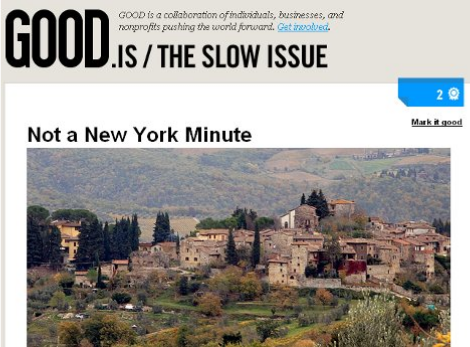 GOOD.IS / THE SLOW ISSUE
GOOD is a collaboration of individuals, businesses, and
nonprofits pushing the world forward. Get involved.
2
Mark it good
Not a New York Minute